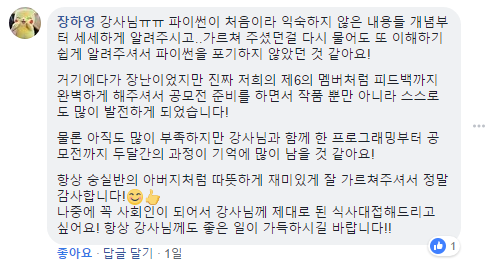 장하영 강사님ㅠㅠ 파이썬이 처음이라 익숙하지 않은 내용들 개념부
터 세세하게 알려주시고..가르쳐 주셨던걸 다시 물어도 또 이해하기
쉽게 알려주셔서 파이썬을 포기하지 않았던 것 같아요!
거기에다가 장난이었지만 진짜 저희의 제6의 멤버처럼 피드백까지
완벽하게 해주셔서 공모전 준비를 하면서 작품 뿐만 아니라 스스로
도 많이 발전하게 되었습니다!
물론 아직도 많이 부족하지만 강사님과 함께 한 프로그래밍부터 공
모전까지 두달간의 과정이 기억에 많이 남을 것 같아요!
항상 숭실반의 아버지처럼 따뜻하게 재미있게 잘 가르쳐주셔서 정말
감사합니다!😊👍
나중에 꼭 사회인이 되어서 강사님께 제대로 된 식사대접해드리고
싶어요! 항상 강사님께도 좋은 일이 가득하시길 바랍니다!!
1
좋아요 · 답글 달기 · 1일